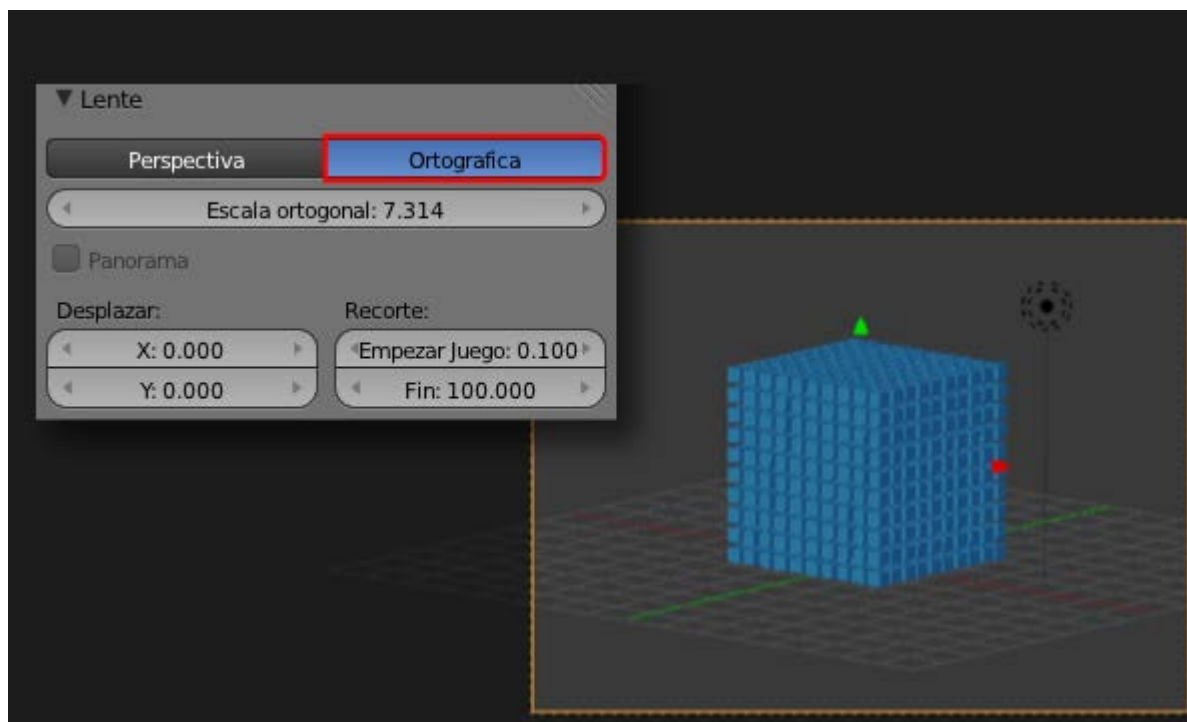 Lente
Perspectiva Ortografica
Escala ortogonal: 7.314
Panorama
Desplazar: Recorte:
X: 0.000 Empezar Juego: 0.100
Y: 0.000 Fin: 100.000